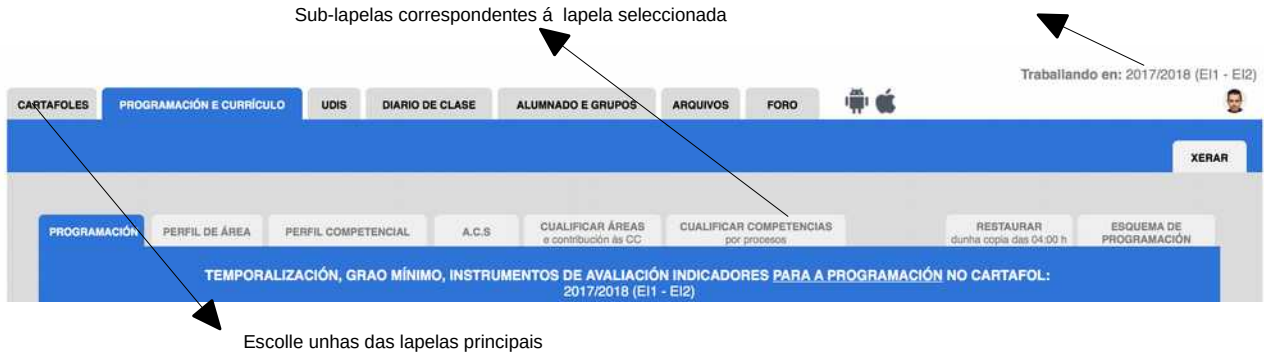 Sub-lapelas correspondentes á lapela seleccionada
Traballando en: 2017/2018 (EI1 - EI2)
CARTAFOLES PROGRAMACIÓN E CURRÍCULO UDIS DIARIO DE CLASE ALUMNADO E GRUPOS ARQUIVOS FORO
XERAR
PROGRAMACIÓN PERFIL DE ÁREA PERFIL COMPETENCIAL A.C.S CUALIFICAR ÁREAS CUALIFICAR COMPETENCIAS RESTAURAR ESQUEMA DE
e contribución ás CC por procesos dunha copia das 04:00 h PROGRAMACIÓN
TEMPORALIZACIÓN, GRAO MÍNIMO, INSTRUMENTOS DE AVALIACIÓN INDICADORES PARA A PROGRAMACIÓN NO CARTAFOL:
2017/2018 (EI1 - EI2)
Escolle unhas das lapelas principais